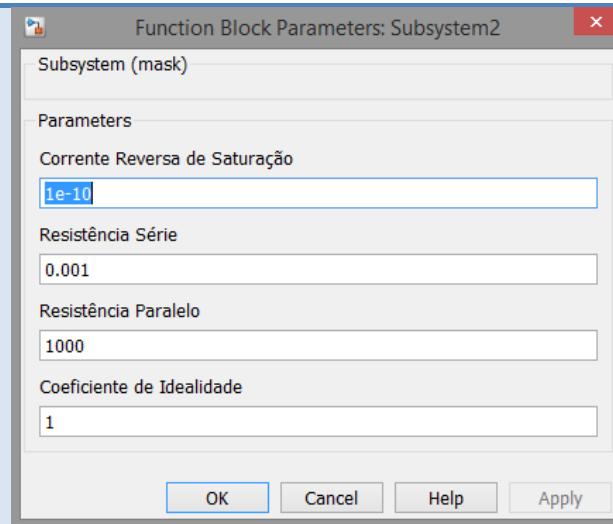 Function Block Parameters: Subsystem2
Subsystem (mask)
Parameters
Corrente Reversa de Saturação
1e-10
Resistência Série
0.001
Resistência Paralelo
1000
Coeficiente de Idealidade
1
OK Cancel Help Apply